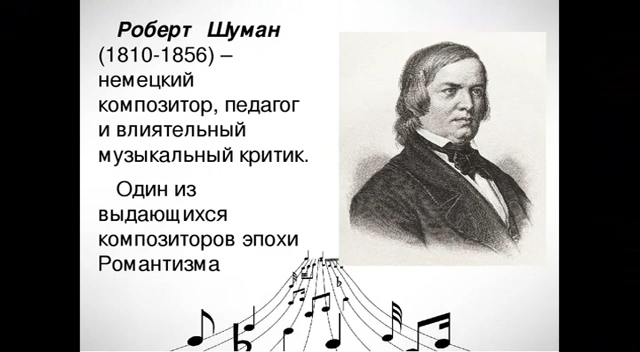 Роберт Шуман
(1810-1856) –
немецкий
композитор, педагог
и влиятельный
музыкальный критик.
Один из
выдающихся
композиторов эпохи
Романтизма